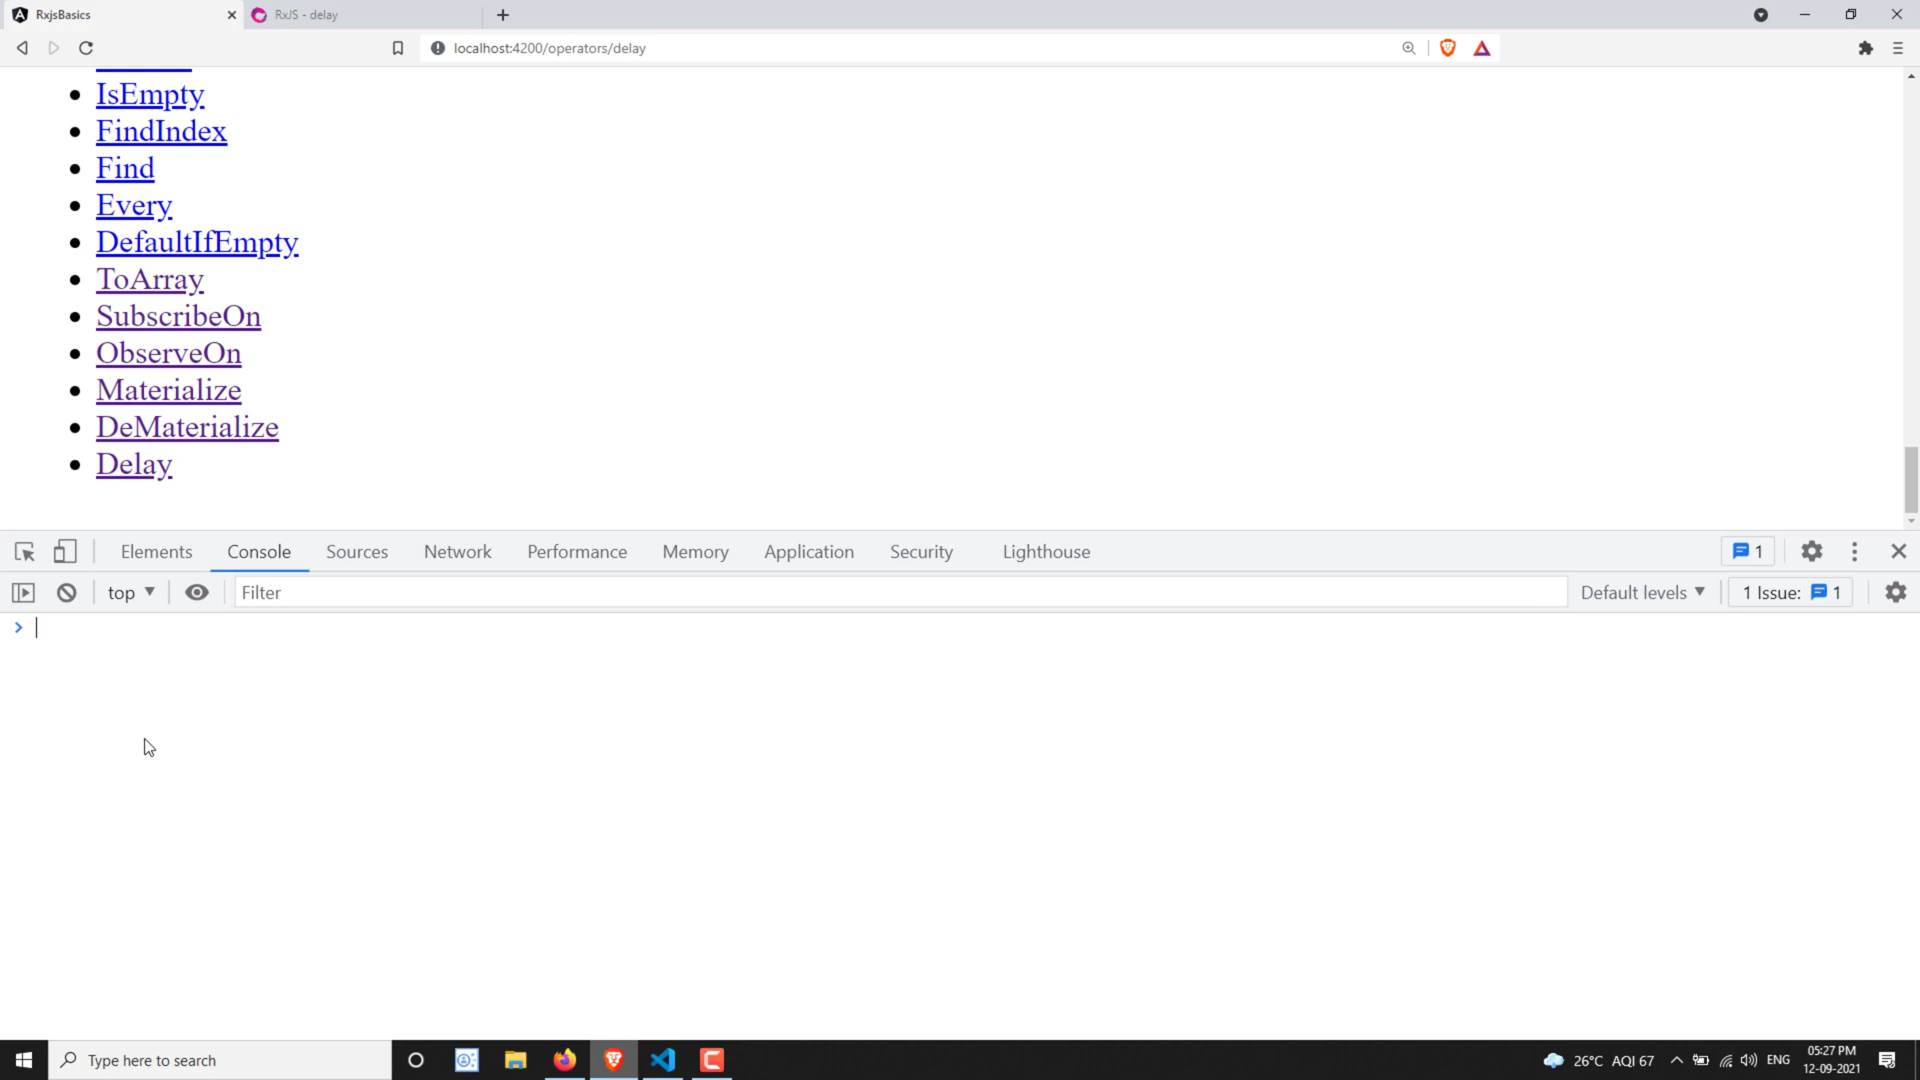 RxjsBasics
RxJS - delay
localhost:4200/operators/delay
IsEmpty
FindIndex
Find
Every
DefaultIfEmpty
ToArray
SubscribeOn
ObserveOn
Materialize
DeMaterialize
Delay
Elements Console Sources Network Performance Memory Application Security Lighthouse 1
top Filter Default levels 1 Issue: 1
Type here to search
26°C AQI 67 ENG
05:27 PM
12-09-2021